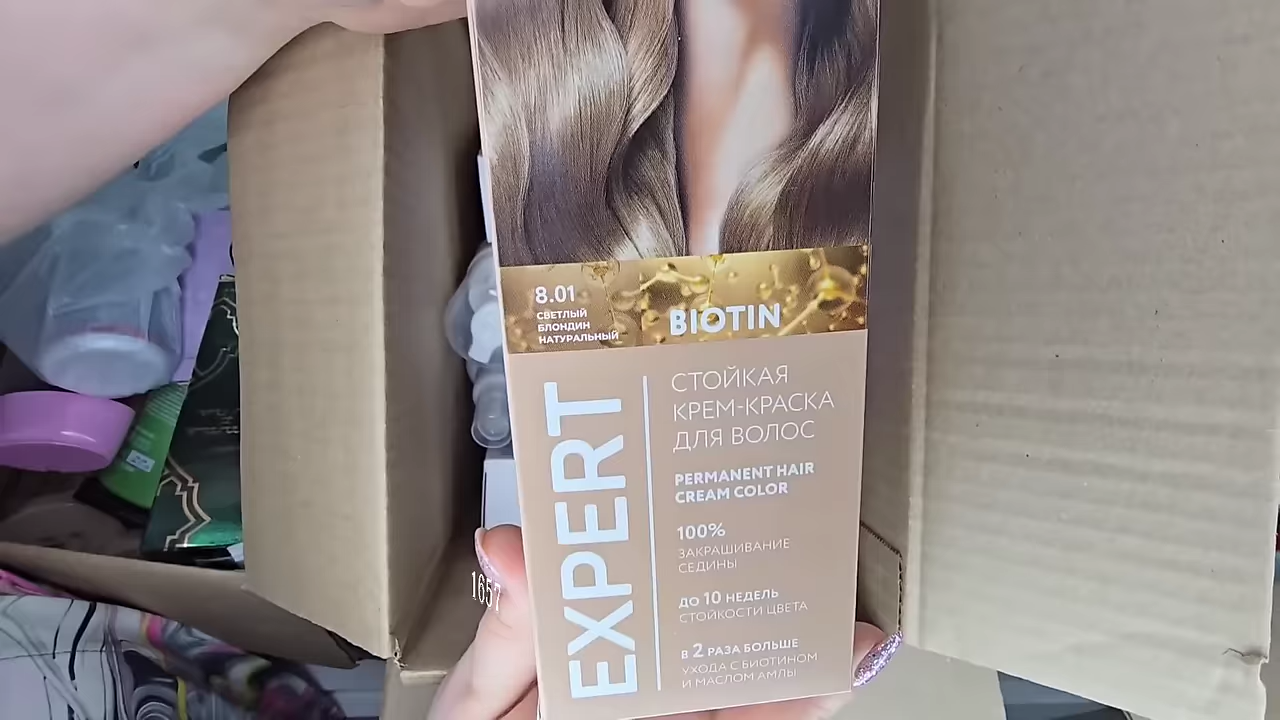 8.01
СВЕТЛЫЙ
БЛОНДИН
НАТУРАЛЬНЫЙ
BIOTIN
EXPERT
СТОЙКАЯ
КРЕМ-КРАСКА
ДЛЯ ВОЛОС
PERMANENT HAIR
CREAM COLOR
100%
ЗАКРАШИВАНИЕ
СЕДИНЫ
ДО 10 НЕДЕЛЬ
СТОЙКОСТИ ЦВЕТА
В 2 РАЗА БОЛЬШЕ
УХОДА С БИОТИНОМ
И МАСЛОМ АМЛЫ
1657